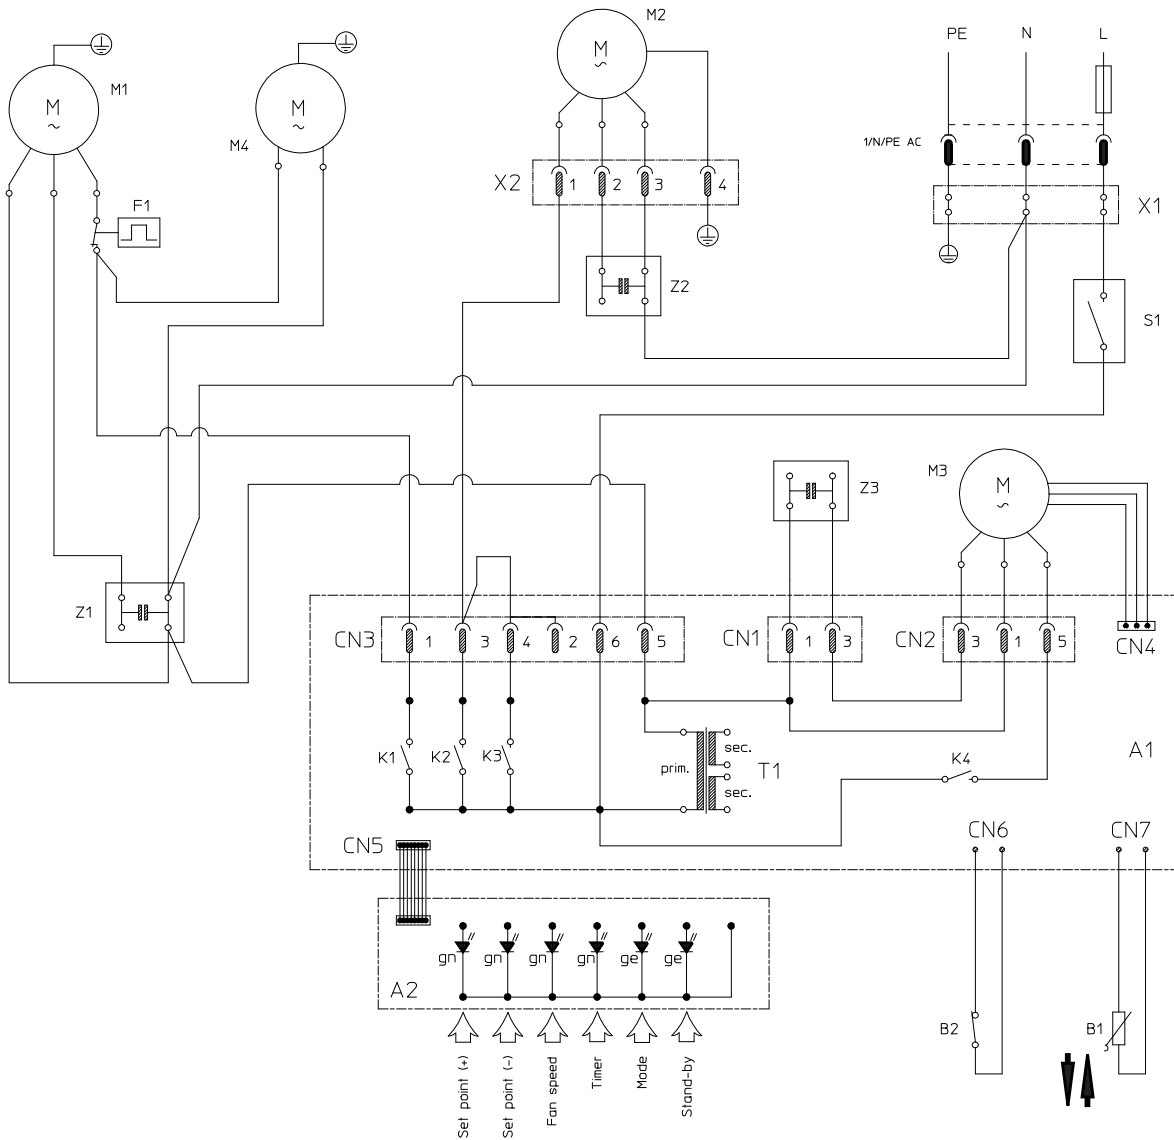 M2
PE N L
M1
M
M
M
M4
1/N/PE AC
X2
1 2 3 4
X1
F1
Z2
S1
M3
M
Z3
Z1
CN3
1 3 4 2 6 5
CN1
1 3
CN2
3 1 5
CN4
K1
K2
K3
prim.
sec.
sec.
T1
K4
A1
CN5
CN6
CN7
gn
gn
gn
gn
ge
ge
A2
B2
B1
Set point (+)
Set point (-)
Fan speed
Timer
Mode
Stand-by